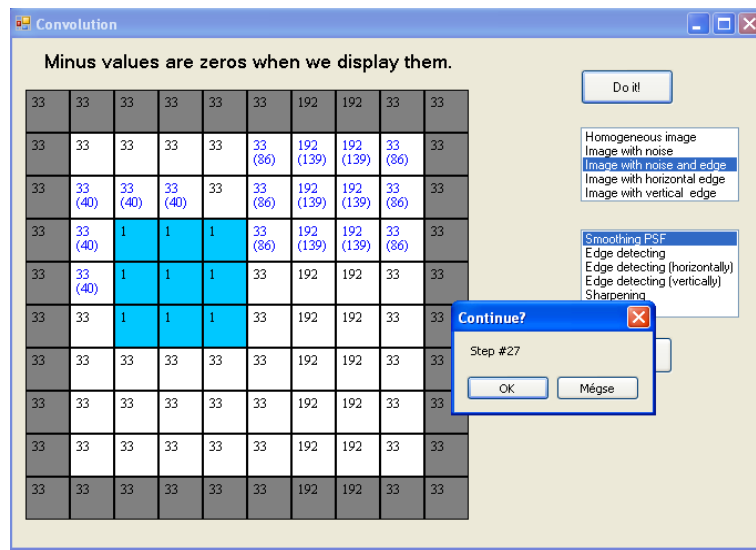 Convolution
Minus values are zeros when we display them.
33 33 33 33 33 33 192 192 33 33
33 33 33 33 33 33 (86) 192 (139) 192 (139) 33 (86) 33
33 33 (40) 33 (40) 33 (40) 33 33 (86) 192 (139) 192 (139) 33 (86) 33
33 33 (40) 1 1 1 33 (86) 192 (139) 192 (139) 33 (86) 33
33 33 (40) 1 1 1 33 192 192 33 33
33 33 1 1 1 33 192 192 33 33
33 33 33 33 33 33 192 192 33 33
33 33 33 33 33 33 192 192 33 33
33 33 33 33 33 33 192 192 33 33
33 33 33 33 33 33 192 192 33 33
Do it!
Homogeneous image
Image with noise
Image with noise and edge
Image with horizontal edge
Image with vertical edge
Smoothing PSF
Edge detecting
Edge detecting (horizontally)
Edge detecting (vertically)
Sharpening
Continue?
Step #27
OK
Mégse